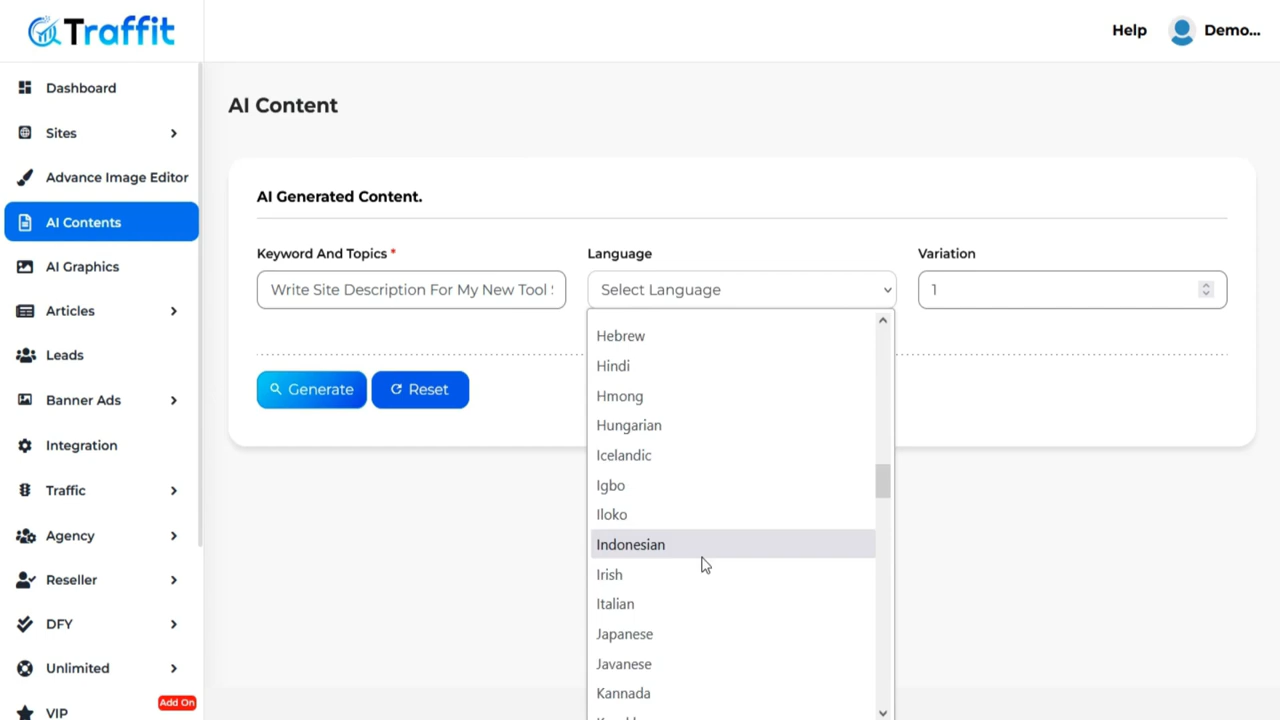 Traffit
Help
Demo...
Dashboard
Sites
Advance Image Editor
AI Contents
AI Graphics
Articles
Leads
Banner Ads
Integration
Traffic
Agency
Reseller
DFY
Unlimited
Add On
VIP
AI Content
AI Generated Content.
Keyword And Topics *
Write Site Description For My New Tool
Language
Select Language
Variation
1
Generate
Reset
Hebrew
Hindi
Hmong
Hungarian
Icelandic
Igbo
Iloko
Indonesian
Irish
Italian
Japanese
Javanese
Kannada